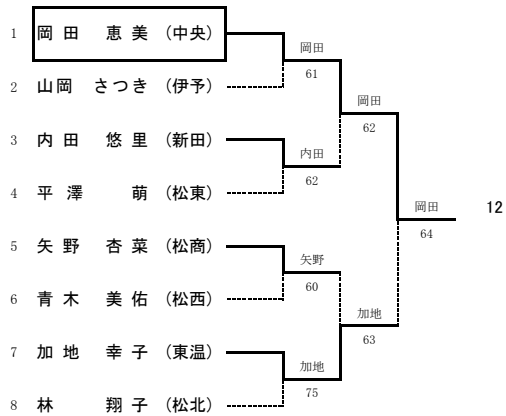 1 岡 田 恵 美 (中央)
岡田
61
2 山岡 さつき (伊予)
岡田
62
3 内 田 悠 里 (新田)
内田
62
4 平 澤 萌 (松東)
岡田
64
12
5 矢 野 杏 菜 (松商)
矢野
60
6 青 木 美 佑 (松西)
加地
63
7 加 地 幸 子 (東温)
加地
75
8 林 翔 子 (松北)